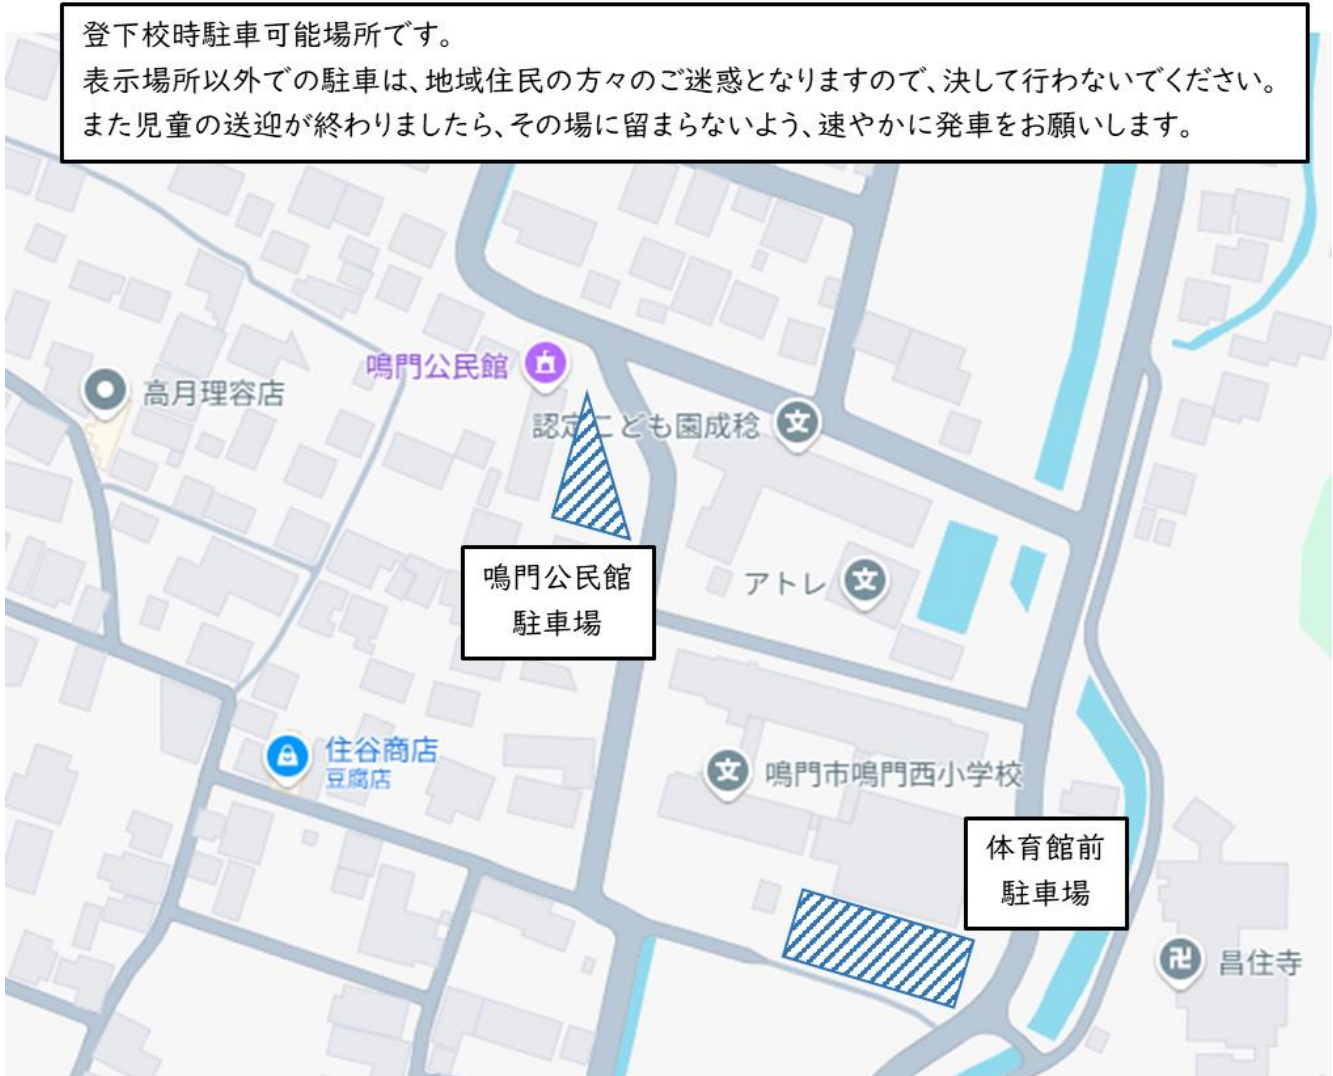 登下校時駐車可能場所です。
表示場所以外での駐車は、地域住民の方々のご迷惑となりますので、決して行わないでください。
また児童の送迎が終わりましたら、その場に留まらないよう、速やかに発車をお願いします。
鳴門公民館
高月理容店
認定こども園成稔
鳴門公民館
駐車場
アトレ
住谷商店
豆腐店
鳴門市鳴門西小学校
体育館前
駐車場
昌住寺